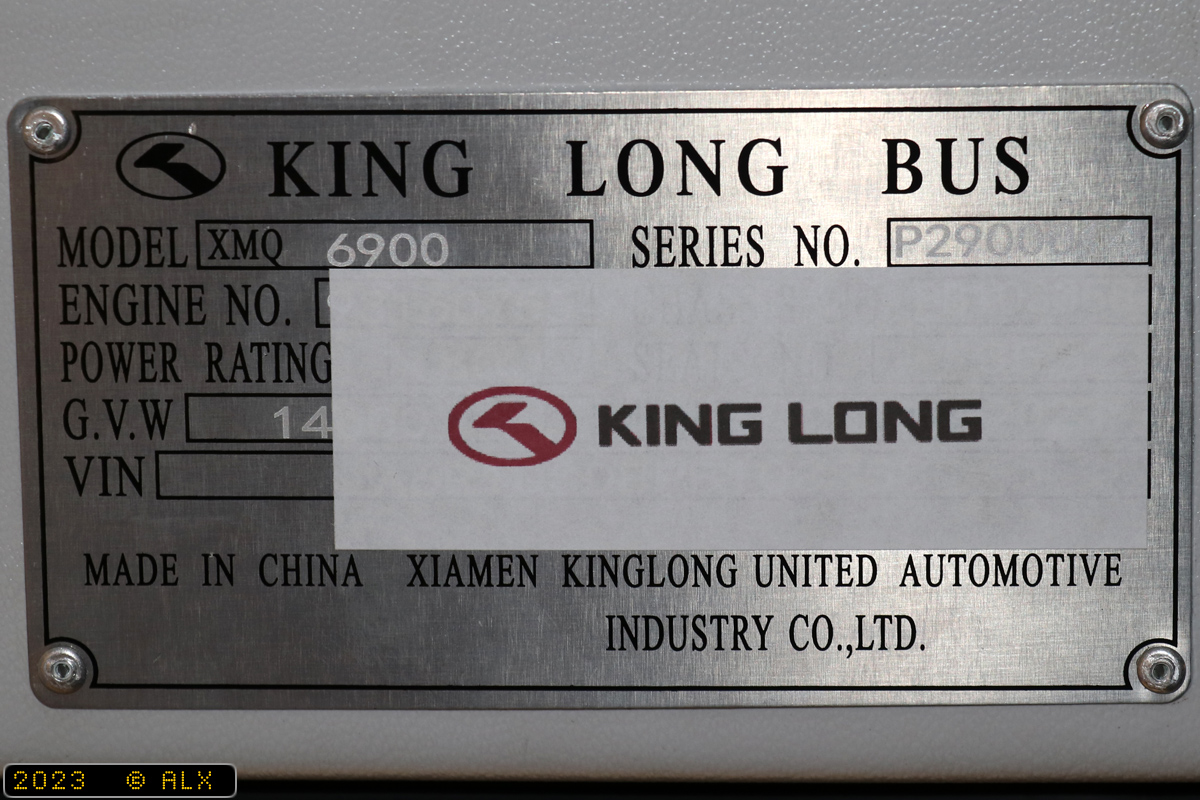 KING LONG BUS
MODEL XMQ 6900 SERIES NO.
ENGINE NO.
POWER RATING
G.V.W 14
VIN
KING LONG
MADE IN CHINA XIAMEN KINGLONG UNITED AUTOMOTIVE
INDUSTRY CO.,LTD.
2023 © ALX